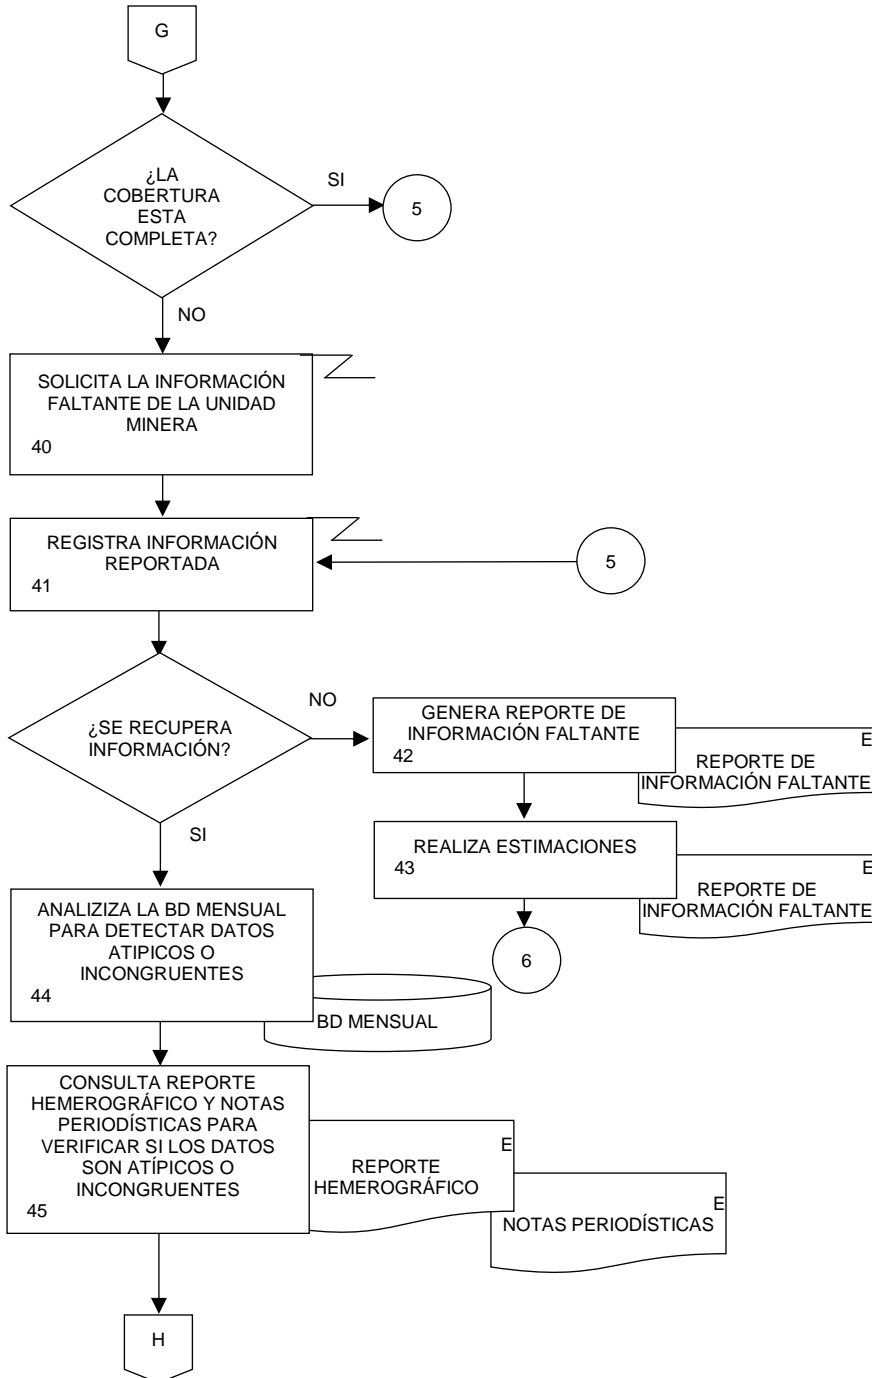 G
¿LA
COBERTURA
ESTA
COMPLETA?
SI
5
NO
SOLICITA LA INFORMACIÓN
FALTANTE DE LA UNIDAD
MINERA
40
REGISTRA INFORMACIÓN
REPORTADA
41
5
¿SE RECUPERA
INFORMACIÓN?
NO
GENERA REPORTE DE
INFORMACIÓN FALTANTE
42
E
REPORTE DE
INFORMACIÓN FALTANTE
SI
REALIZA ESTIMACIONES
43
E
REPORTE DE
INFORMACIÓN FALTANTE
6
ANALIZIZA LA BD MENSUAL
PARA DETECTAR DATOS
ATIPICOS O
INCONGRUENTES
44
BD MENSUAL
CONSULTA REPORTE
HEMEROGRÁFICO Y NOTAS
PERIODÍSTICAS PARA
VERIFICAR SI LOS DATOS
SON ATÍPICOS O
INCONGRUENTES
45
E
REPORTE
HEMEROGRÁFICO
E
NOTAS PERIODÍSTICAS
H